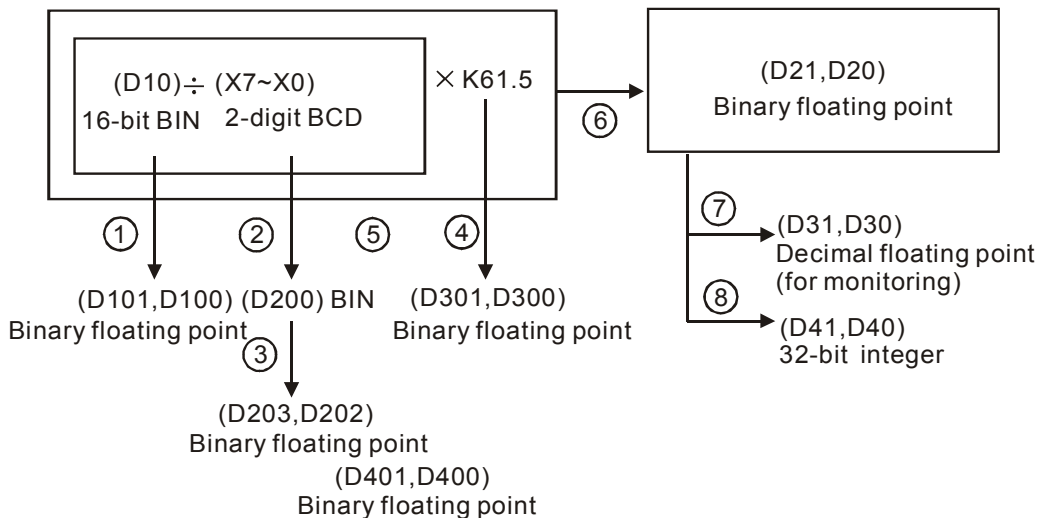 (D10)÷ (X7~X0)
16-bit BIN 2-digit BCD
× K61.5
(D21,D20)
Binary floating point
6
1
2
5
4
7
(D31,D30)
Decimal floating point
(for monitoring)
8
(D41,D40)
32-bit integer
(D101,D100) (D200) BIN
Binary floating point
(D301,D300)
Binary floating point
3
(D203,D202)
Binary floating point
(D401,D400)
Binary floating point